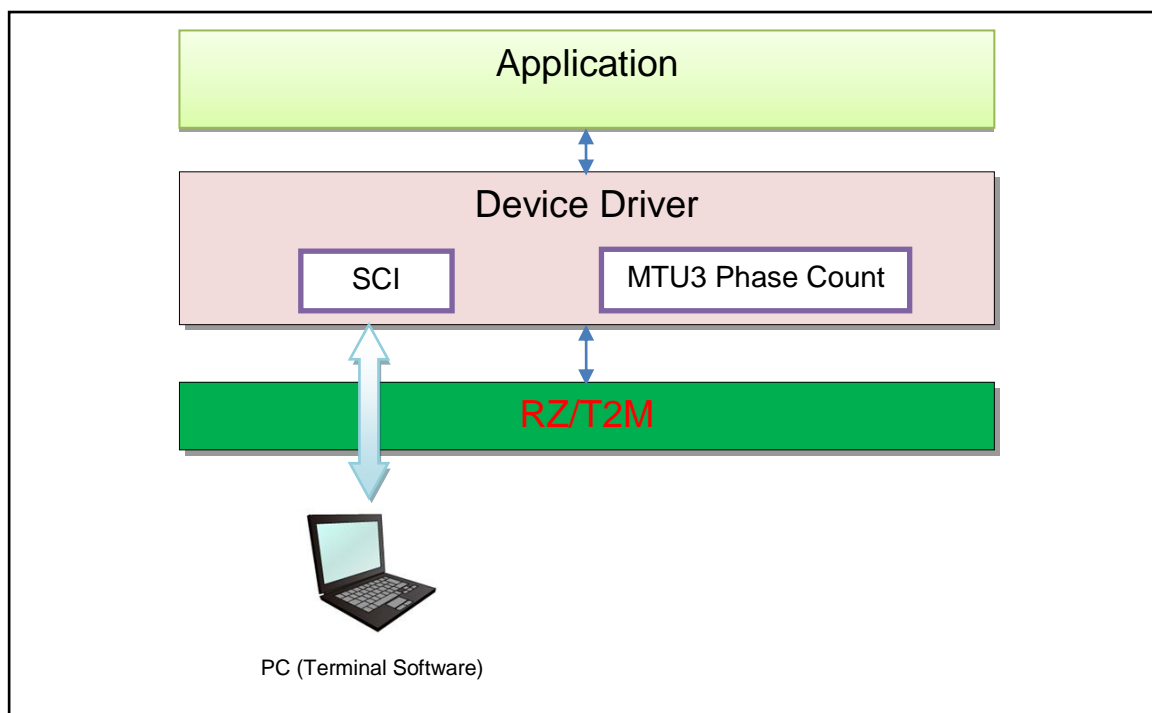 Application
Device Driver
SCI
MTU3 Phase Count
RZ/T2M
PC (Terminal Software)